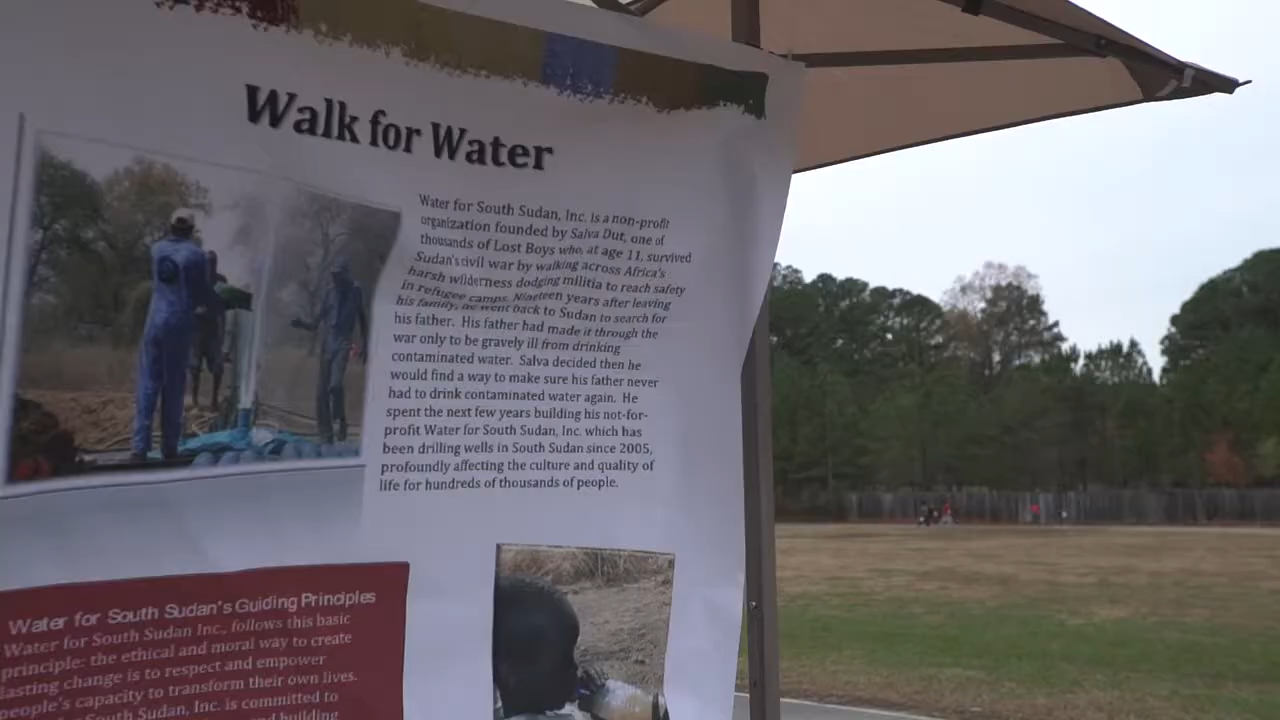 Walk for Water
Water for South Sudan, Inc. is a non-profit
organization founded by Salva Dut, one of
thousands of Lost Boys who, at age 11, survived
Sudan's civil war by walking across Africa's
harsh wilderness dodging militia to reach safety
in refugee camps. Nineteen years after leaving
his family, he went back to Sudan to search for
his father. His father had made it through the
war only to be gravely ill from drinking
contaminated water. Salva decided then he
would find a way to make sure his father never
had to drink contaminated water again. He
spent the next few years building his not-for-
profit Water for South Sudan, Inc. which has
been drilling wells in South Sudan since 2005,
profoundly affecting the culture and quality of
life for hundreds of thousands of people.
Water for South Sudan's Guiding Principles
Water for South Sudan Inc., follows this basic
principle: the ethical and moral way to create
lasting change is to respect and empower
people's capacity to transform their own lives.
South Sudan, Inc. is committed to
building